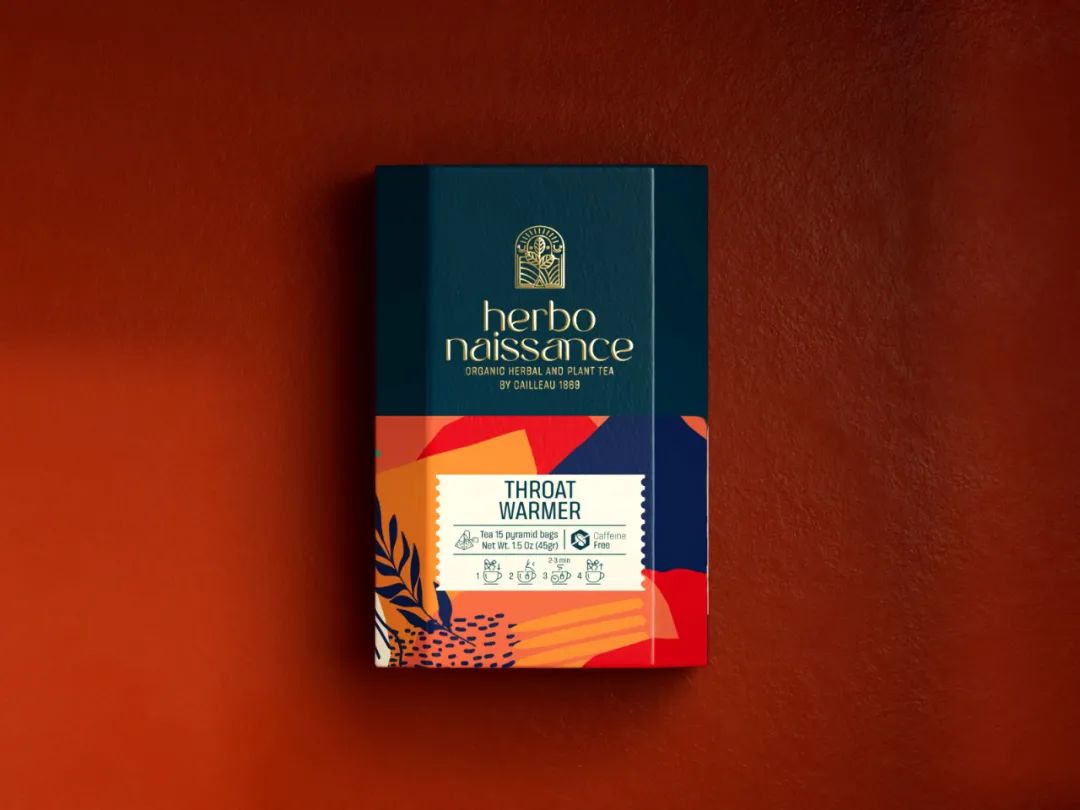 herbo
naissance
ORGANIC HERBAL AND PLANT TEA
BY CAILLEAU 1889
THROAT
WARMER
Tea 15 pyramid bags
Net Wt. 1.5 Oz (45gr)
Caffeine
Free
2-3 min
1 2 3 4